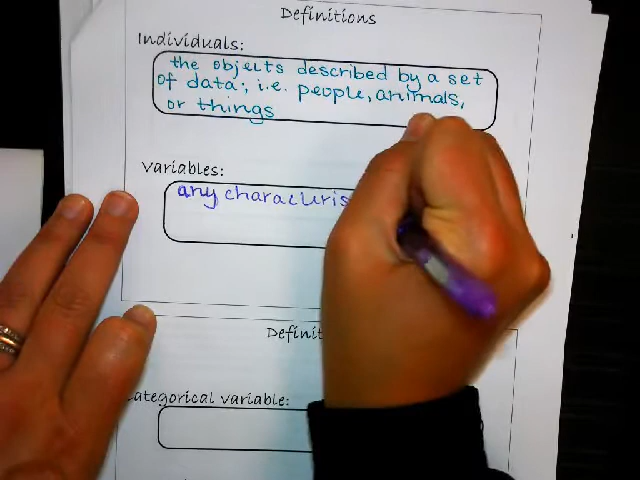 Definitions
Individuals:
the objects described by a set
of data; i.e. people, animals,
or things
Variables:
any characteris
Definit
ategorical variable: